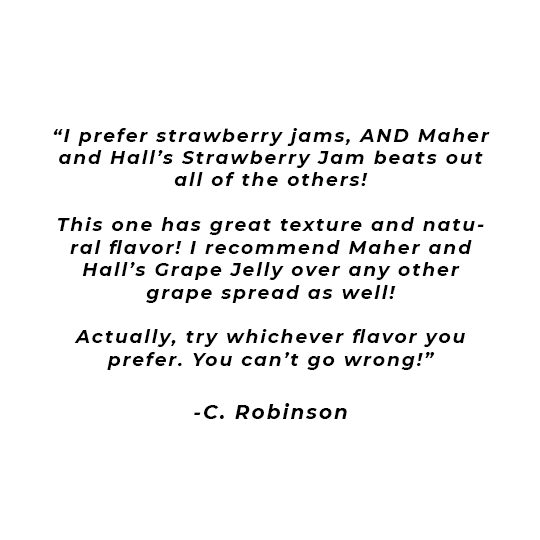 “I prefer strawberry jams, AND Maher
and Hall’s Strawberry Jam beats out
all of the others!
This one has great texture and natu-
ral flavor! I recommend Maher and
Hall’s Grape Jelly over any other
grape spread as well!
Actually, try whichever flavor you
prefer. You can’t go wrong!”
-C. Robinson